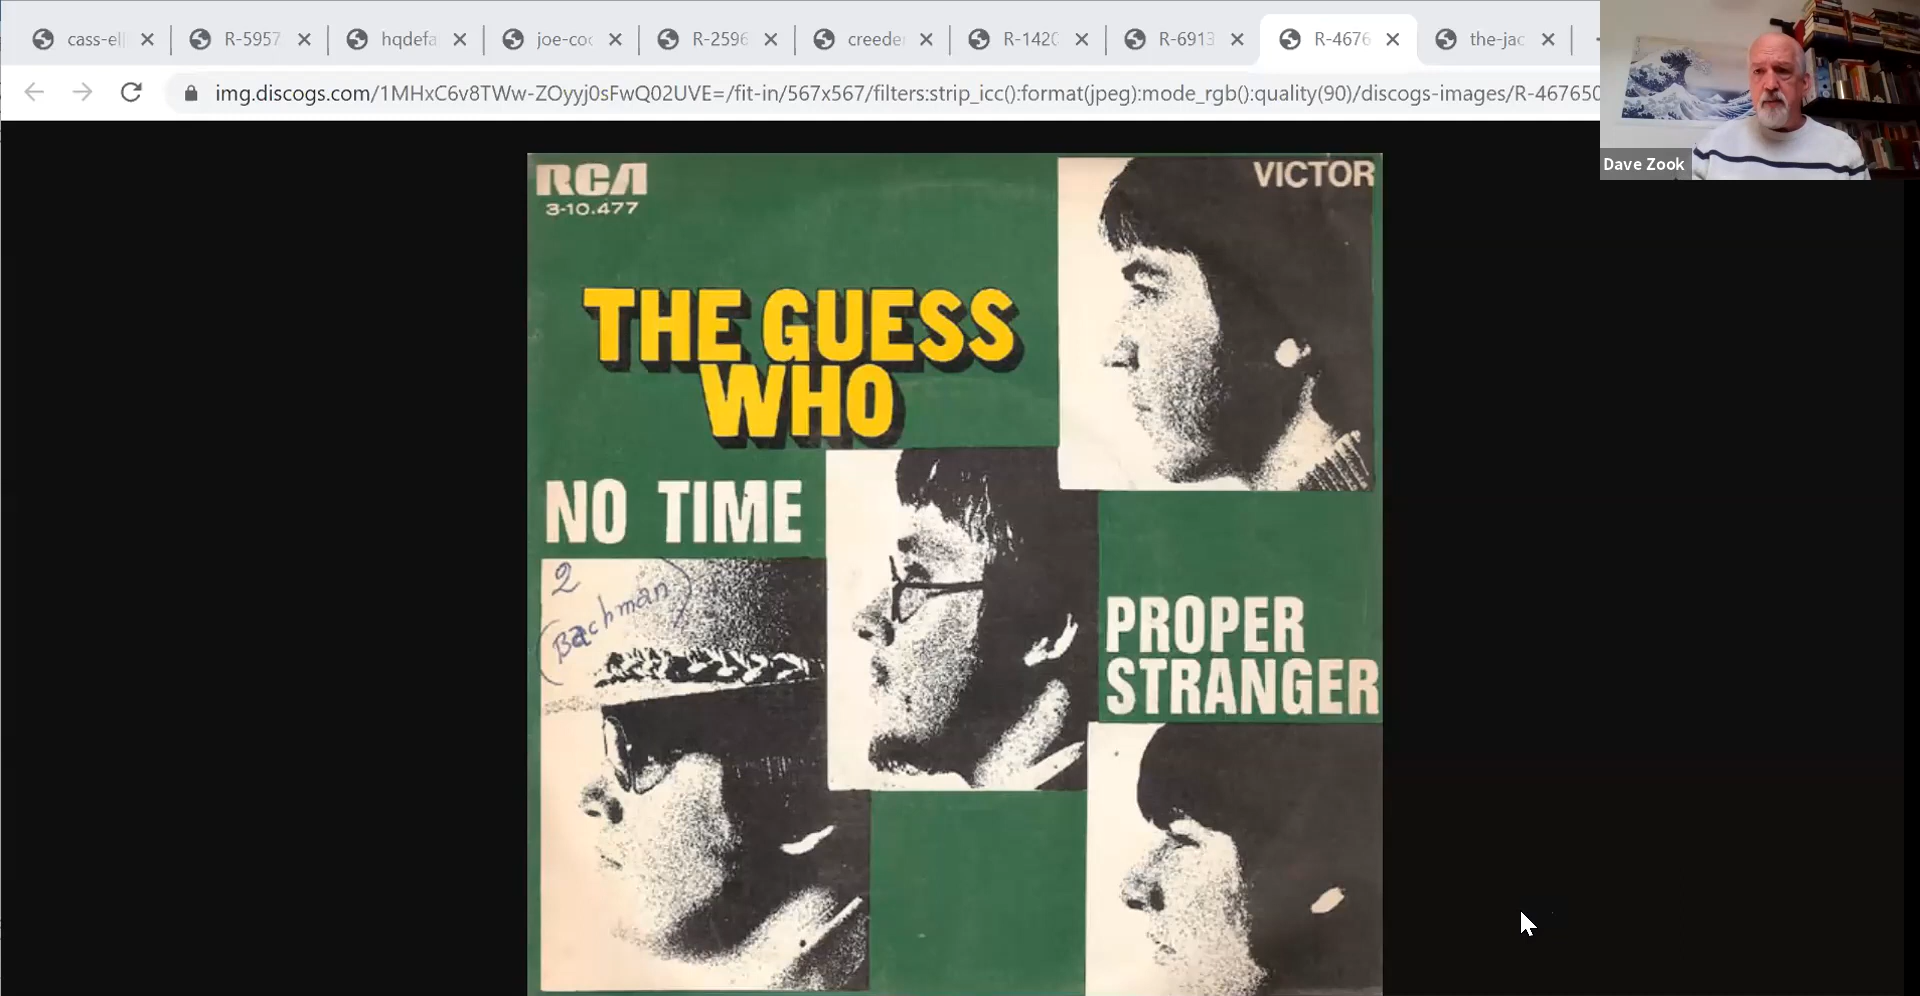 cass-el
R-5957
hqdefa
joe-coc
R-2596
creeder
R-1420
R-6913
R-4676
the-jac
img.discogs.com/1MHxC6v8TWw-ZOyyj0sFwQ02UVE=/fit-in/567x567/filters:strip_icc():format(jpeg):mode_rgb():quality(90)/discogs-images/R-467650
Dave Zook
RCA
VICTOR
3-10.477
THE GUESS
WHO
NO TIME
2
(Bachman)
PROPER
STRANGER